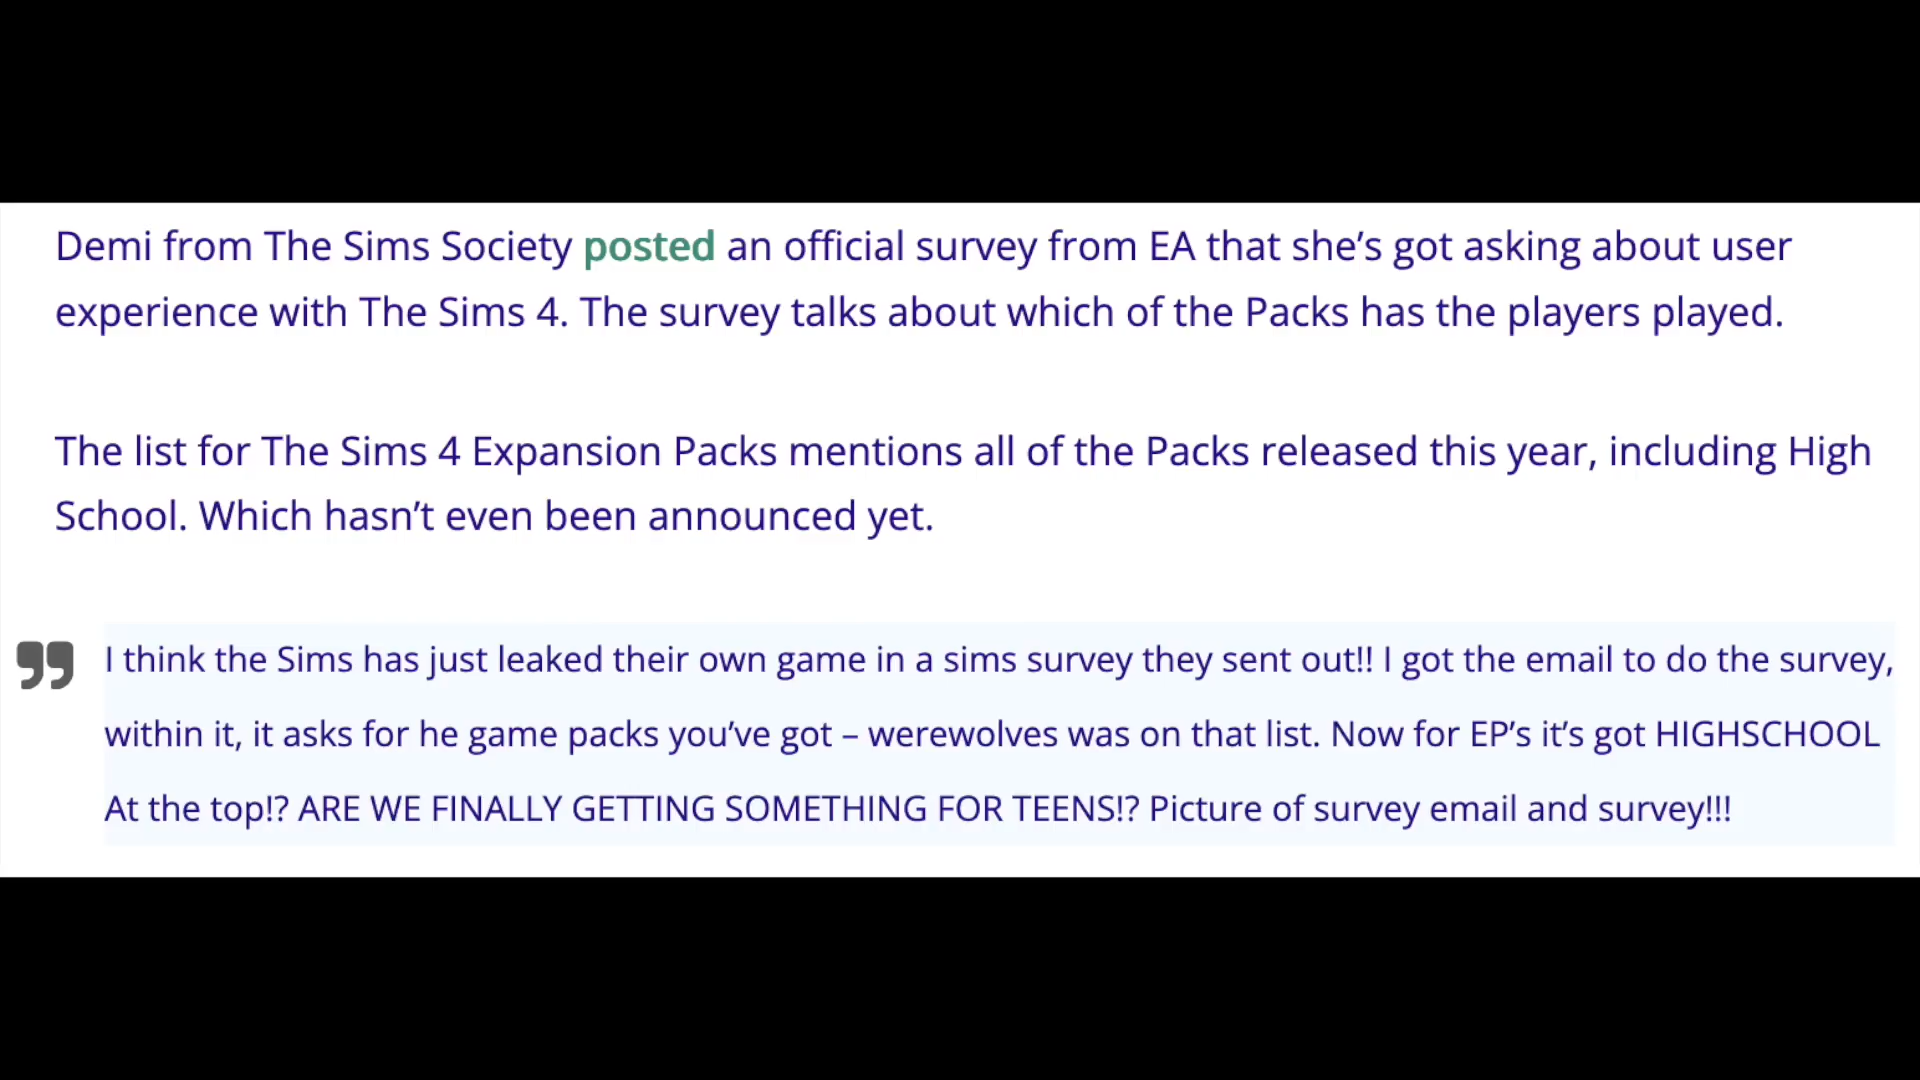 Demi from The Sims Society posted an official survey from EA that she’s got asking about user
experience with The Sims 4. The survey talks about which of the Packs has the players played.
The list for The Sims 4 Expansion Packs mentions all of the Packs released this year, including High
School. Which hasn’t even been announced yet.
I think the Sims has just leaked their own game in a sims survey they sent out!! I got the email to do the survey,
within it, it asks for he game packs you’ve got – werewolves was on that list. Now for EP’s it’s got HIGHSCHOOL
At the top!? ARE WE FINALLY GETTING SOMETHING FOR TEENS!? Picture of survey email and survey!!!